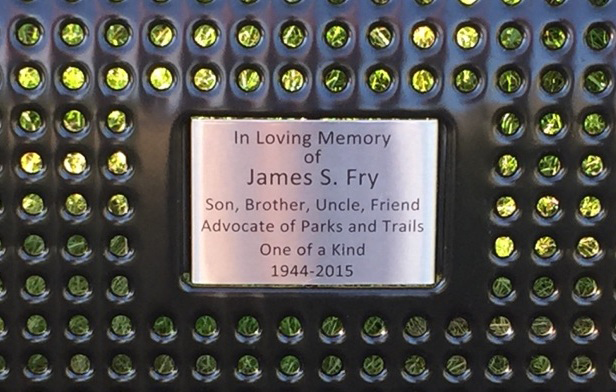 In Loving Memory
of
James S. Fry
Son, Brother, Uncle, Friend
Advocate of Parks and Trails
One of a Kind
1944-2015